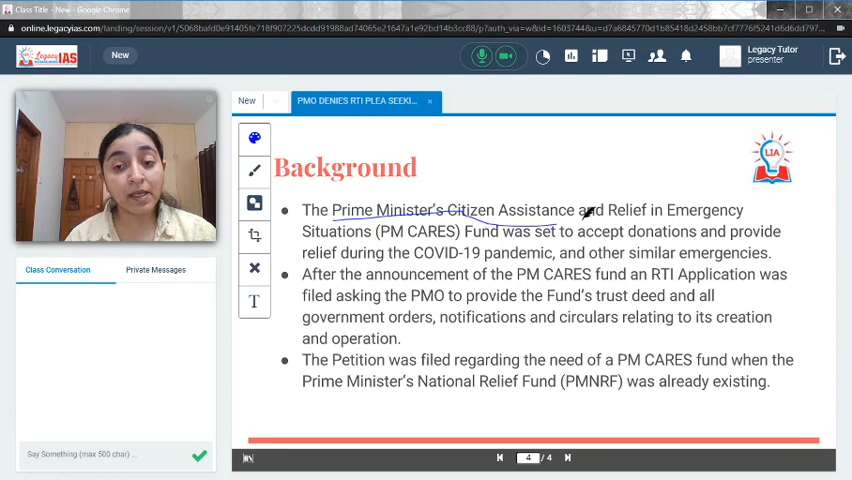 Class Title - New - Google Chrome
online.legacyias.com/landing/session/v1/
New
Legacy Tutor
presenter
New
PMO DENIES RTI PLEA SEEKI...
Background
LIA
● The Prime Minister's Citizen Assistance and Relief in Emergency
Situations (PM CARES) Fund was set to accept donations and provide
relief during the COVID-19 pandemic, and other similar emergencies.
● After the announcement of the PM CARES fund an RTI Application was
filed asking the PMO to provide the Fund's trust deed and all
government orders, notifications and circulars relating to its creation
and operation.
● The Petition was filed regarding the need of a PM CARES fund when the
Prime Minister's National Relief Fund (PMNRF) was already existing.
T
Class Conversation
Private Messages
Say Something (max 500 char) ...
4 / 4